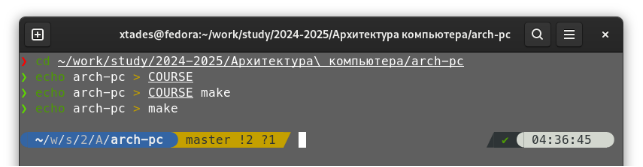 xtades@fedora:~/work/study/2024-2025/Архитектура компьютера/arch-pc
❯ cd ~/work/study/2024-2025/Архитектура\ компьютера/arch-pc
❯ echo arch-pc > COURSE
❯ echo arch-pc > COURSE make
❯ echo arch-pc > make
~/w/s/2/A/arch-pc master !2 ?1 ✔ 04:36:45